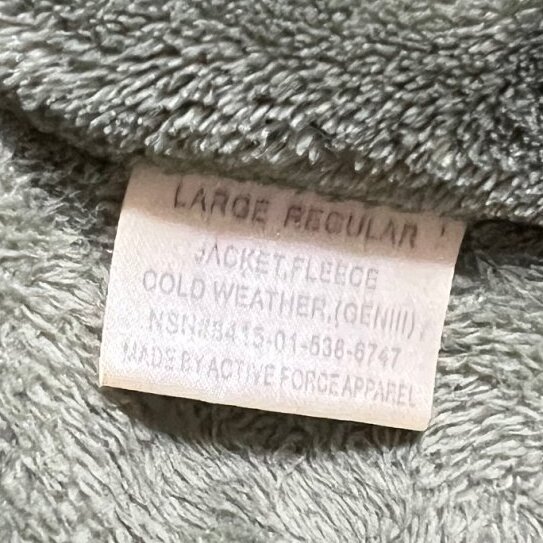 LARGE REGULAR
JACKET,FLEECE
COLD WEATHER,(GENIII)
NSN#8415-01-538-6747
MADE BY ACTIVE FORCE APPAREL